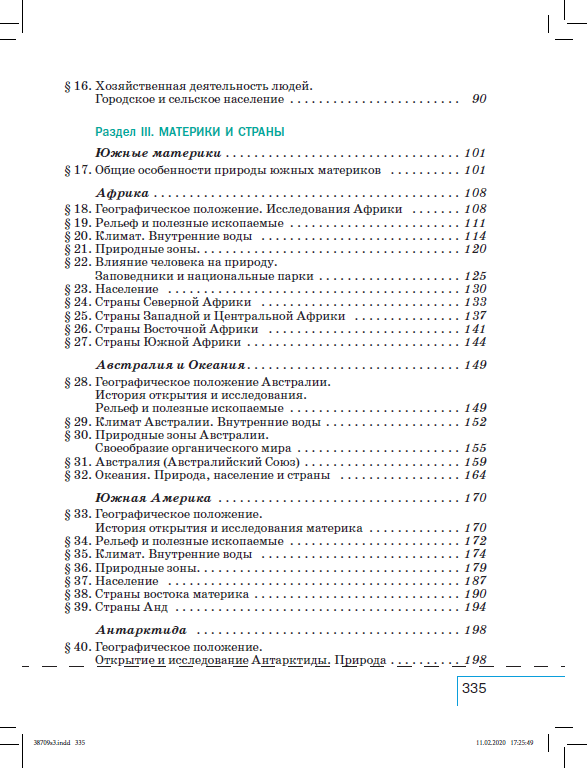 § 16. Хозяйственная деятельность людей.
Городское и сельское население . . . . . . . . . . . . . . . . . . . . . . . . 90
Раздел III. МАТЕРИКИ И СТРАНЫ
Южные материки . . . . . . . . . . . . . . . . . . . . . . . . . . . . . . . . . 101
§ 17. Общие особенности природы южных материков . . . . . . . . . . 101
Африка . . . . . . . . . . . . . . . . . . . . . . . . . . . . . . . . . . . . . . . . . . . 108
§ 18. Географическое положение. Исследования Африки . . . . . . . 108
§ 19. Рельеф и полезные ископаемые . . . . . . . . . . . . . . . . . . . . . . . . 111
§ 20. Климат. Внутренние воды . . . . . . . . . . . . . . . . . . . . . . . . . . . . 114
§ 21. Природные зоны. . . . . . . . . . . . . . . . . . . . . . . . . . . . . . . . . . . . . 120
§ 22. Влияние человека на природу.
Заповедники и национальные парки . . . . . . . . . . . . . . . . . . . . 125
§ 23. Население . . . . . . . . . . . . . . . . . . . . . . . . . . . . . . . . . . . . . . . . . 130
§ 24. Страны Северной Африки . . . . . . . . . . . . . . . . . . . . . . . . . . . . 133
§ 25. Страны Западной и Центральной Африки . . . . . . . . . . . . . . . 137
§ 26. Страны Восточной Африки . . . . . . . . . . . . . . . . . . . . . . . . . . . 141
§ 27. Страны Южной Африки . . . . . . . . . . . . . . . . . . . . . . . . . . . . . . 144
Австралия и Океания. . . . . . . . . . . . . . . . . . . . . . . . . . . . . . 149
§ 28. Географическое положение Австралии.
История открытия и исследования.
Рельеф и полезные ископаемые . . . . . . . . . . . . . . . . . . . . . . . . 149
§ 29. Климат Австралии. Внутренние воды . . . . . . . . . . . . . . . . . . . 152
§ 30. Природные зоны Австралии.
Своеобразие органического мира . . . . . . . . . . . . . . . . . . . . . . . 155
§ 31. Австралия (Австралийский Союз) . . . . . . . . . . . . . . . . . . . . . . 159
§ 32. Океания. Природа, население и страны . . . . . . . . . . . . . . . . . 164
Южная Америка . . . . . . . . . . . . . . . . . . . . . . . . . . . . . . . . . . 170
§ 33. Географическое положение.
История открытия и исследования материка . . . . . . . . . . . . . 170
§ 34. Рельеф и полезные ископаемые . . . . . . . . . . . . . . . . . . . . . . . . 172
§ 35. Климат. Внутренние воды . . . . . . . . . . . . . . . . . . . . . . . . . . . . 174
§ 36. Природные зоны. . . . . . . . . . . . . . . . . . . . . . . . . . . . . . . . . . . . . 179
§ 37. Население . . . . . . . . . . . . . . . . . . . . . . . . . . . . . . . . . . . . . . . . . 187
§ 38. Страны востока материка . . . . . . . . . . . . . . . . . . . . . . . . . . . . . 190
§ 39. Страны Анд . . . . . . . . . . . . . . . . . . . . . . . . . . . . . . . . . . . . . . . . 194
Антарктида . . . . . . . . . . . . . . . . . . . . . . . . . . . . . . . . . . . . . 198
§ 40. Географическое положение.
Открытие и исследование Антарктиды. Природа . . . . . . . . . . 198
335
38709s3.indd 335
11.02.2020 17:25:49